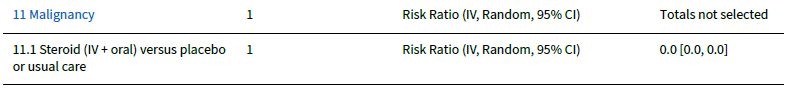 11 Malignancy 1 Risk Ratio (IV, Random, 95% CI) Totals not selected
11.1 Steroid (IV + oral) versus placebo 1 Risk Ratio (IV, Random, 95% CI) 0.0 [0.0, 0.0]
or usual care